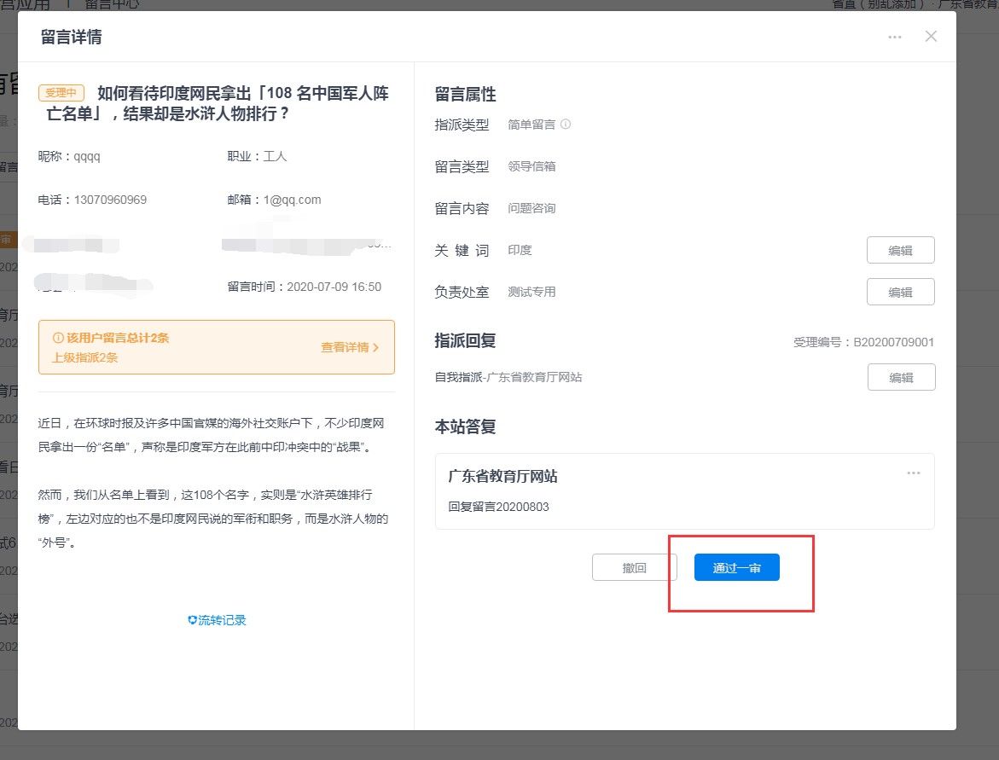 营应用 | 留言中心
省直（别乱添加）· 广东省教育
留言详情
受理中 如何看待印度网民拿出「108 名中国军人阵
亡名单」，结果却是水浒人物排行？
昵称：qqqq
职业：工人
电话：13070960969
邮箱：1@qq.com
留言时间：2020-07-09 16:50
该用户留言总计2条
上级指派2条
查看详情
近日，在环球时报及许多中国官媒的海外社交账户下，不少印度网
民拿出一份“名单”，声称是印度军方在此前中印冲突中的“战果”。
然而，我们从名单上看到，这108个名字，实则是“水浒英雄排行
榜”，左边对应的也不是印度网民说的军衔和职务，而是水浒人物的
“外号”。
流转记录
留言属性
指派类型 简单留言
留言类型 领导信箱
留言内容 问题咨询
关 键 词 印度 编辑
负责处室 测试专用 编辑
指派回复 受理编号：B20200709001
自我指派-广东省教育厅网站 编辑
本站答复
广东省教育厅网站
回复留言20200803
撤回 通过一审